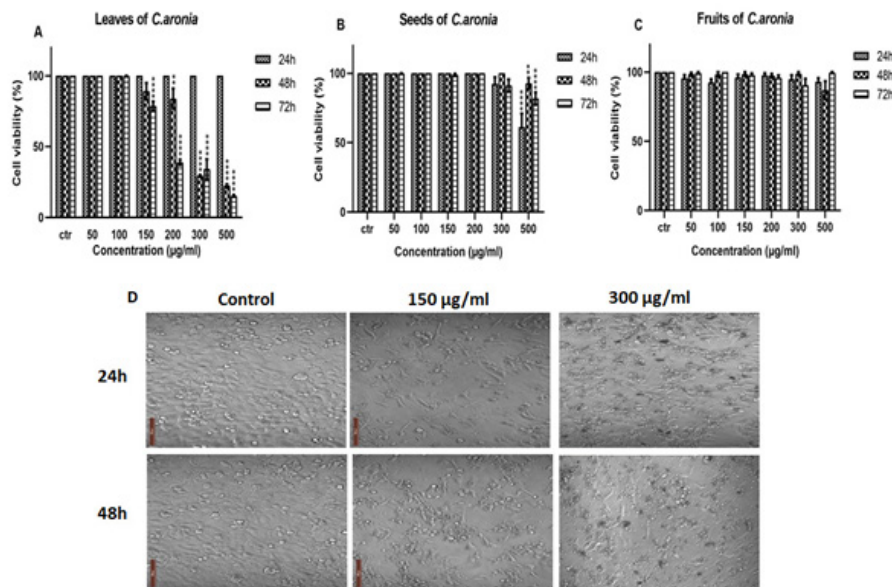 A
Leaves of C.aronia
Cell viability (%)
100
50
0
ctr 50 100 150 200 300 500
Concentration (µg/ml)
24h
48h
72h
B
Seeds of C.aronia
Cell viability (%)
100
50
0
ctr 50 100 150 200 300 500
Concentration (µg/ml)
24h
48h
72h
C
Fruits of C.aronia
Cell viability (%)
100
50
0
ctr 50 100 150 200 300 500
Concentration (µg/ml)
24h
48h
72h
D
Control 150 µg/ml 300 µg/ml
24h
48h